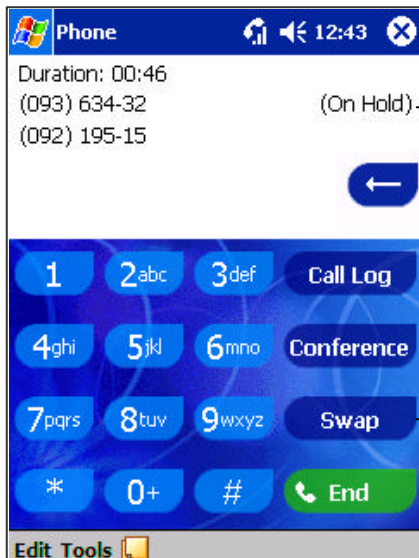 Phone 12:43
Duration: 00:46
(093) 634-32 (On Hold)
(092) 195-15
1 2abc 3def Call Log
4ghi 5jkl 6mno Conference
7pqrs 8tuv 9wxyz Swap
* 0+ # End
Edit Tools